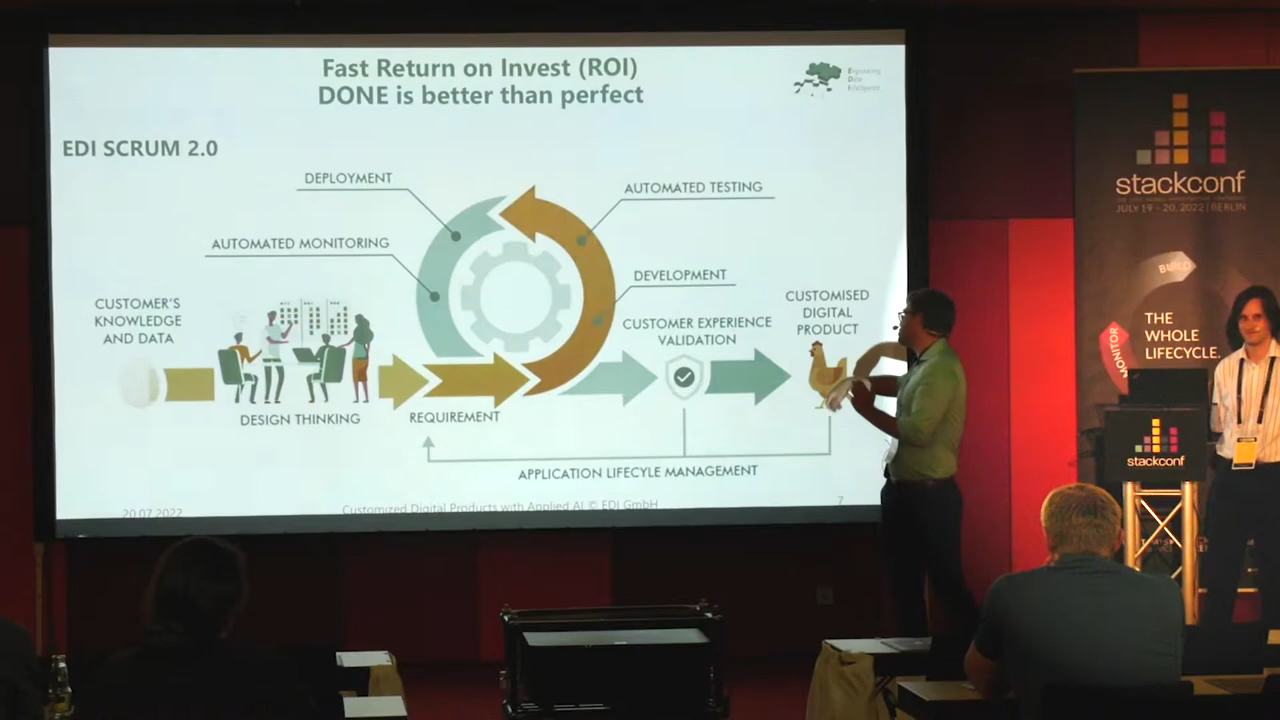 Fast Return on Invest (ROI)
DONE is better than perfect
Engineering
Data
Intelligence
EDI SCRUM 2.0
DEPLOYMENT
AUTOMATED TESTING
AUTOMATED MONITORING
DEVELOPMENT
CUSTOMER'S
KNOWLEDGE
AND DATA
CUSTOMER EXPERIENCE
VALIDATION
CUSTOMISED
DIGITAL
PRODUCT
DESIGN THINKING
REQUIREMENT
APPLICATION LIFECYLE MANAGEMENT
20.07.2022
Customized Digital Products with Applied AI © EDI GmbH
7
stackconf
JULY 19 - 20, 2022 | BERLIN
BUILD
MONITOR
THE
WHOLE
LIFECYCLE.
stackconf